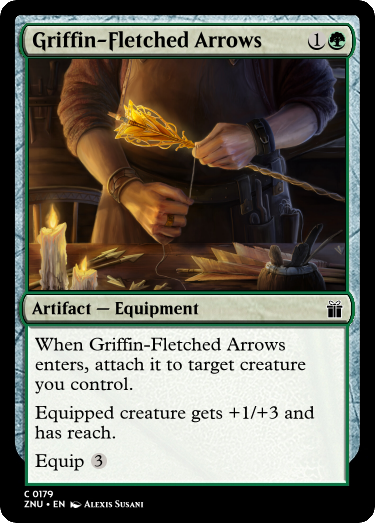 Griffin-Fletched Arrows 1
Artifact — Equipment
When Griffin-Fletched Arrows
enters, attach it to target creature
you control.
Equipped creature gets +1/+3 and
has reach.
Equip 3
C 0179
ZNU • EN Alexis Susani